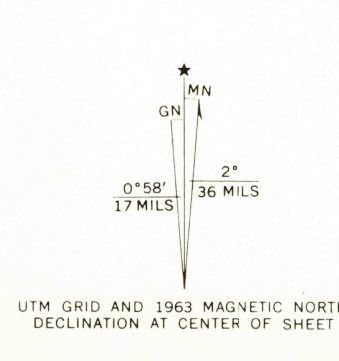 ★
MN
GN
0°58'
17 MILS
2°
36 MILS
UTM GRID AND 1963 MAGNETIC NORT
DECLINATION AT CENTER OF SHEET